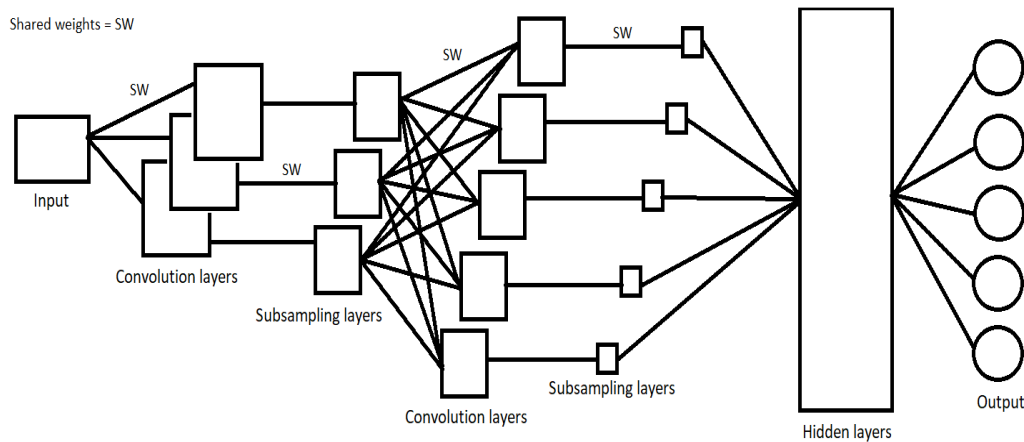 Shared weights = SW
SW
SW
SW
SW
Input
Convolution layers
Subsampling layers
Convolution layers
Subsampling layers
Hidden layers
Output